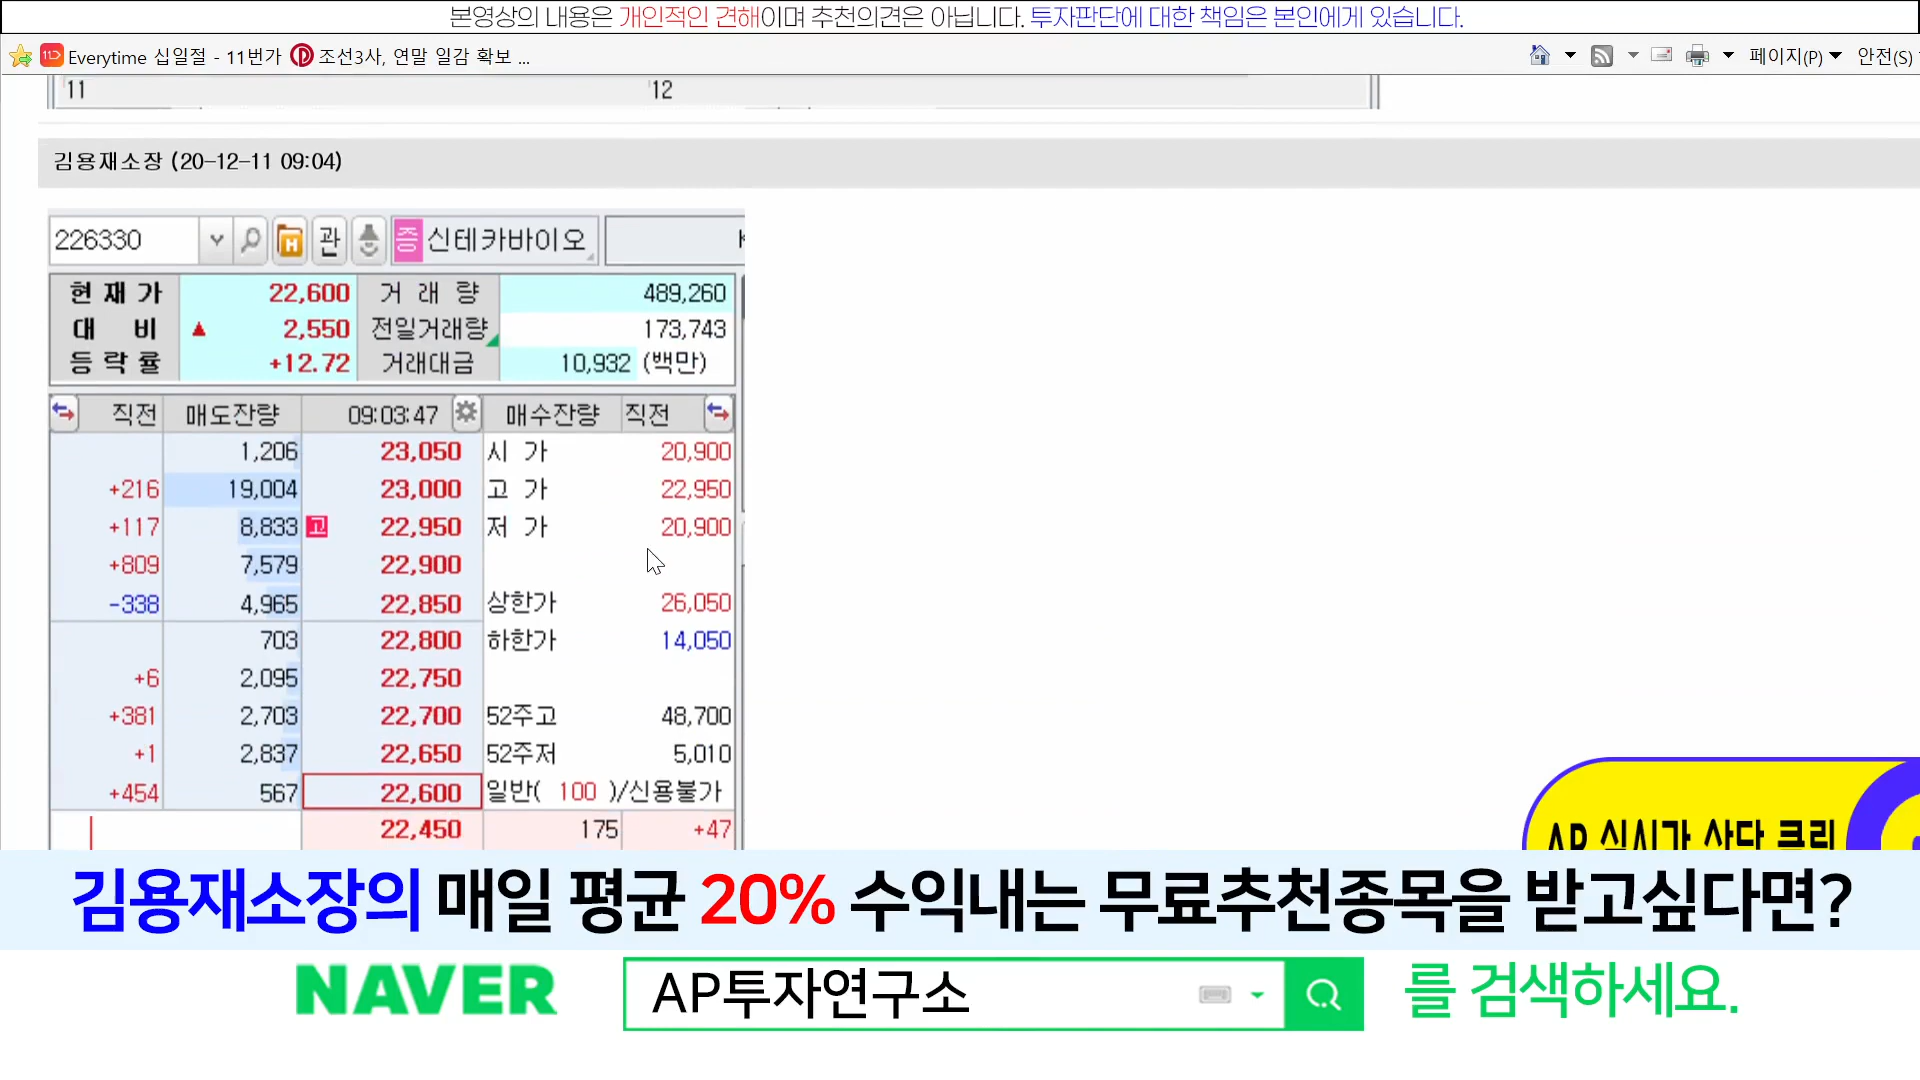 본영상의 내용은 개인적인 견해이며 추천의견은 아닙니다. 투자판단에 대한 책임은 본인에게 있습니다.
Everytime 십일절 - 11번가 조선3사, 연말 일감 확보 ... 페이지(P) 안전(S)
11 12
김용재소장 (20-12-11 09:04)
226330 관 증 신테카바이오
현재가 22,600 거래량 489,260
대비 ▲ 2,550 전일거래량 173,743
등락률 +12.72 거래대금 10,932 (백만)
직전 매도잔량 09:03:47 매수잔량 직전
1,206 23,050 시가 20,900
+216 19,004 23,000 고가 22,950
+117 8,833 고 22,950 저가 20,900
+809 7,579 22,900
-338 4,965 22,850 상한가 26,050
703 22,800 하한가 14,050
+6 2,095 22,750
+381 2,703 22,700 52주고 48,700
+1 2,837 22,650 52주저 5,010
+454 567 22,600 일반( 100 )/신용불가
22,450 175 +47
김용재소장의 매일 평균 20% 수익내는 무료추천종목을 받고싶다면?
NAVER AP투자연구소 를 검색하세요.